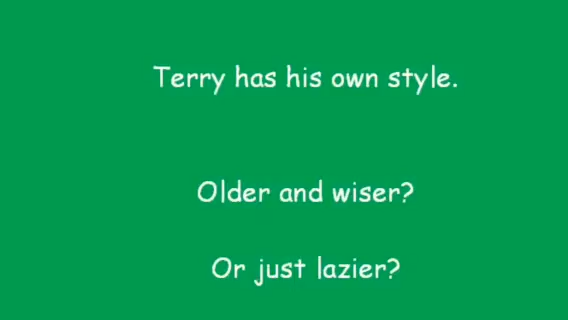 Terry has his own style.
Older and wiser?
Or just lazier?